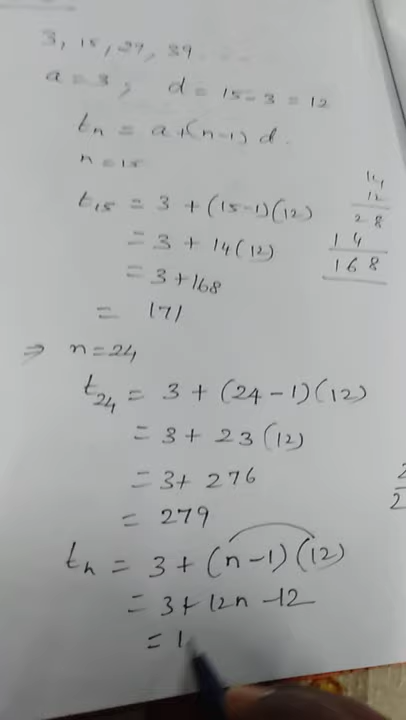 3, 15, 27, 39
a = 3 ; d = 15 - 3 = 12
tn = a + (n-1) d.
n = 15
t15 = 3 + (15-1)(12)
= 3 + 14(12)
= 3 + 168
= 171
14
12
28
14
168
⇒ n = 24
t24 = 3 + (24-1)(12)
= 3 + 23(12)
= 3 + 276
= 279
tn = 3 + (n-1)(12)
= 3 + 12n - 12
= 1